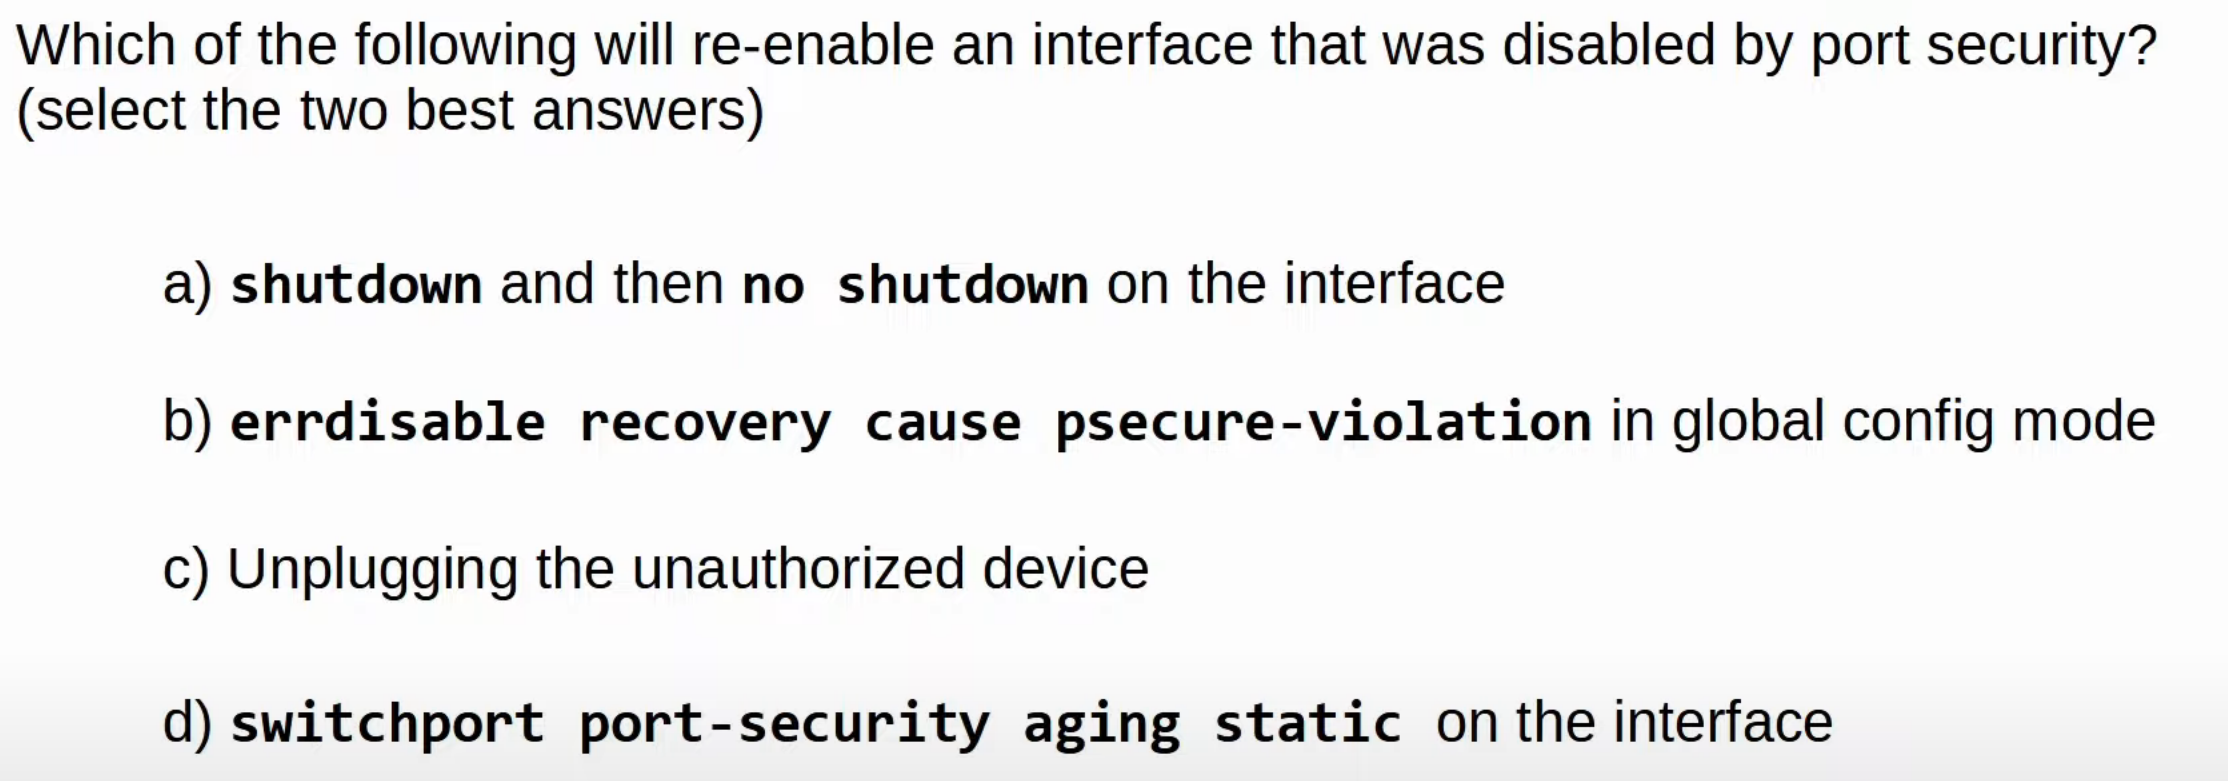 Which of the following will re-enable an interface that was disabled by port security?
(select the two best answers)
a) shutdown and then no shutdown on the interface
b) errdisable recovery cause psecure-violation in global config mode
c) Unplugging the unauthorized device
d) switchport port-security aging static on the interface